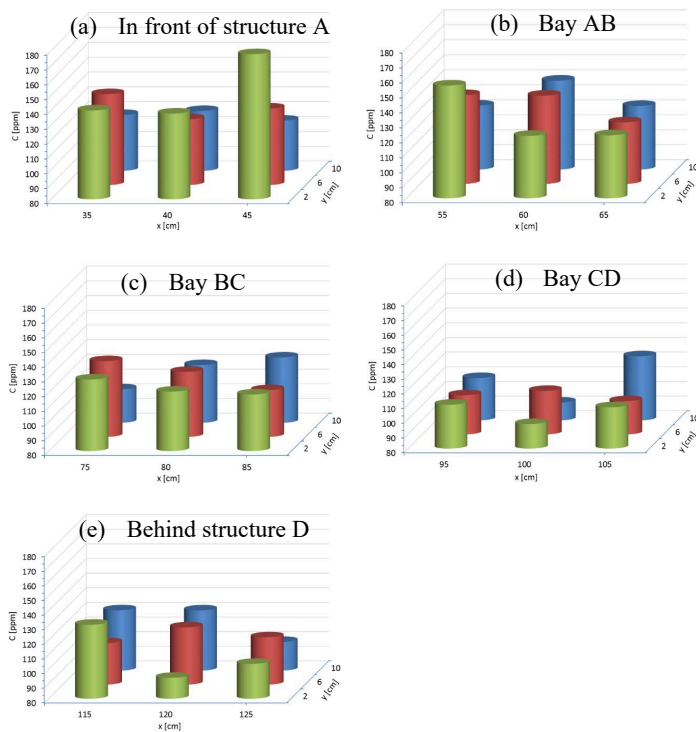 (a) In front of structure A
180
170
160
150
140
130
120
110
100
90
80
C [ppm]
35 40 45
x [cm]
2 6 10
y [cm]
(b) Bay AB
180
170
160
150
140
130
120
110
100
90
80
C [ppm]
55 60 65
x [cm]
2 6 10
y [cm]
(c) Bay BC
180
170
160
150
140
130
120
110
100
90
80
C [ppm]
75 80 85
x [cm]
2 6 10
y [cm]
(d) Bay CD
180
170
160
150
140
130
120
110
100
90
80
C [ppm]
95 100 105
x [cm]
2 6 10
y [cm]
(e) Behind structure D
180
170
160
150
140
130
120
110
100
90
80
C [ppm]
115 120 125
x [cm]
2 6 10
y [cm]